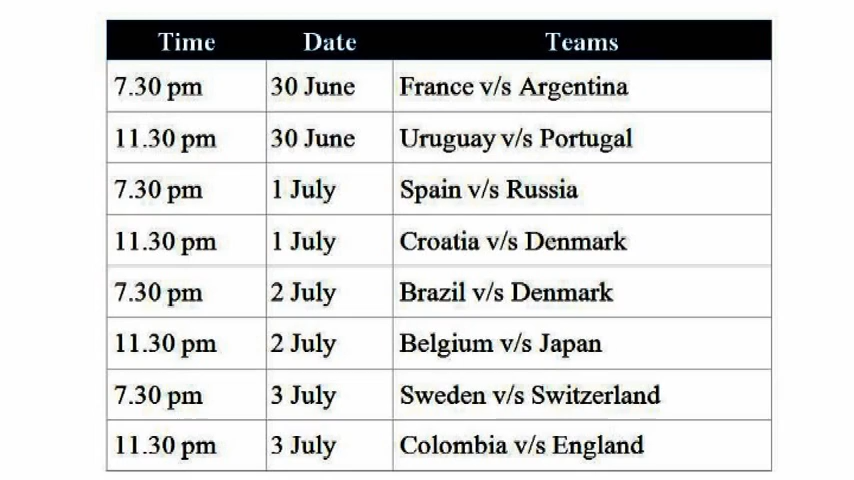 Time Date Teams
7.30 pm 30 June France v/s Argentina
11.30 pm 30 June Uruguay v/s Portugal
7.30 pm 1 July Spain v/s Russia
11.30 pm 1 July Croatia v/s Denmark
7.30 pm 2 July Brazil v/s Denmark
11.30 pm 2 July Belgium v/s Japan
7.30 pm 3 July Sweden v/s Switzerland
11.30 pm 3 July Colombia v/s England